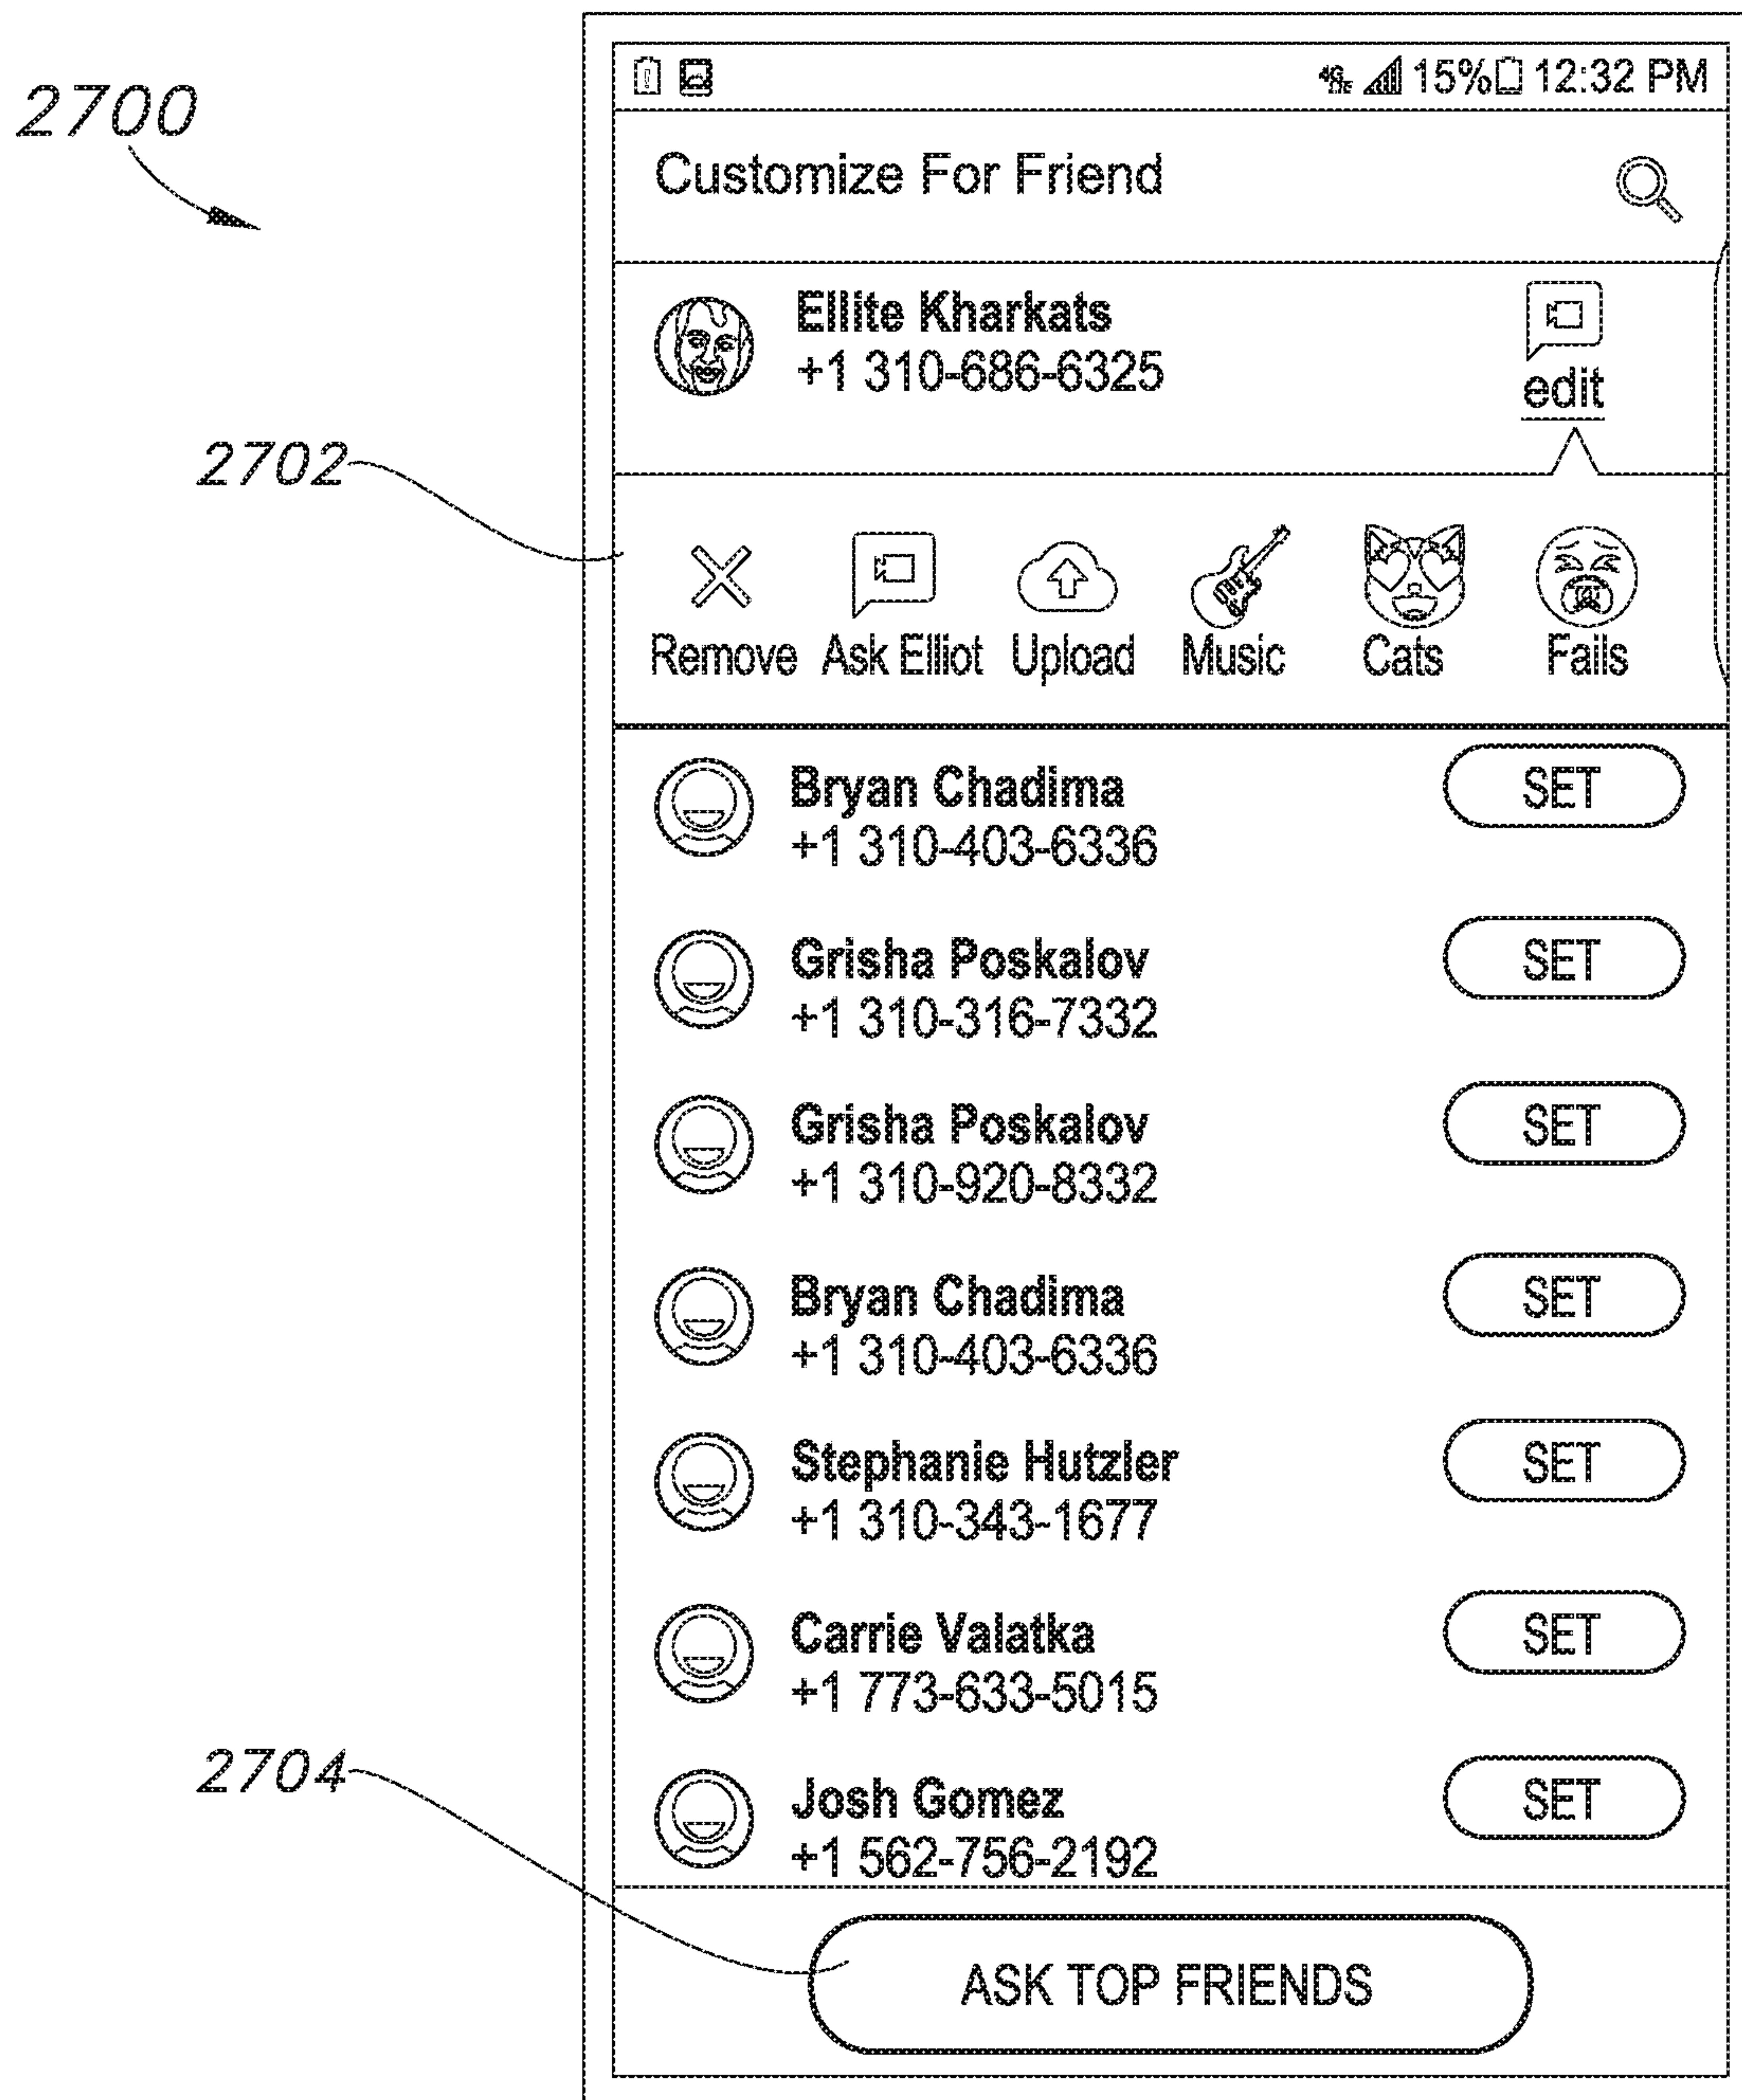 2700
4G LTE 15% 12:32 PM
Customize For Friend
Ellite Kharkats
+1 310-686-6325
edit
2702
Remove Ask Elliot Upload Music Cats Fails
Bryan Chadima SET
+1 310-403-6336
Grisha Poskalov SET
+1 310-316-7332
Grisha Poskalov SET
+1 310-920-8332
Bryan Chadima SET
+1 310-403-6336
Stephanie Hutzler SET
+1 310-343-1677
Carrie Valatka SET
+1 773-633-5015
2704
Josh Gomez SET
+1 562-756-2192
ASK TOP FRIENDS